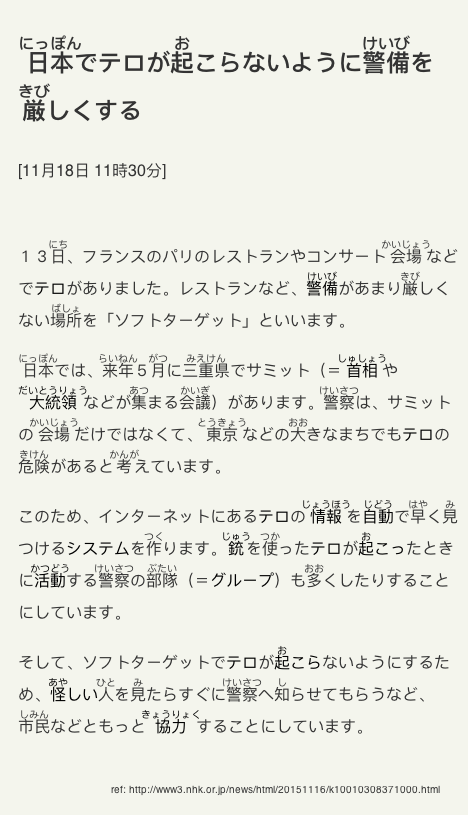 日本でテロが起こらないように警備を
厳しくする
[11月18日 11時30分]
１３日、フランスのパリのレストランやコンサート会場など
でテロがありました。レストランなど、警備があまり厳しく
ない場所を「ソフトターゲット」といいます。
日本では、来年５月に三重県でサミット（＝首相や
大統領などが集まる会議）があります。警察は、サミット
の会場だけではなくて、東京などの大きなまちでもテロの
危険があると考えています。
このため、インターネットにあるテロの情報を自動で早く見
つけるシステムを作ります。銃を使ったテロが起こったとき
に活動する警察の部隊（＝グループ）も多くしたりすること
にしています。
そして、ソフトターゲットでテロが起こらないようにするた
め、怪しい人を見たらすぐに警察へ知らせてもらうなど、
市民などともっと協力することにしています。
ref: http://www3.nhk.or.jp/news/html/20151116/k10010308371000.html